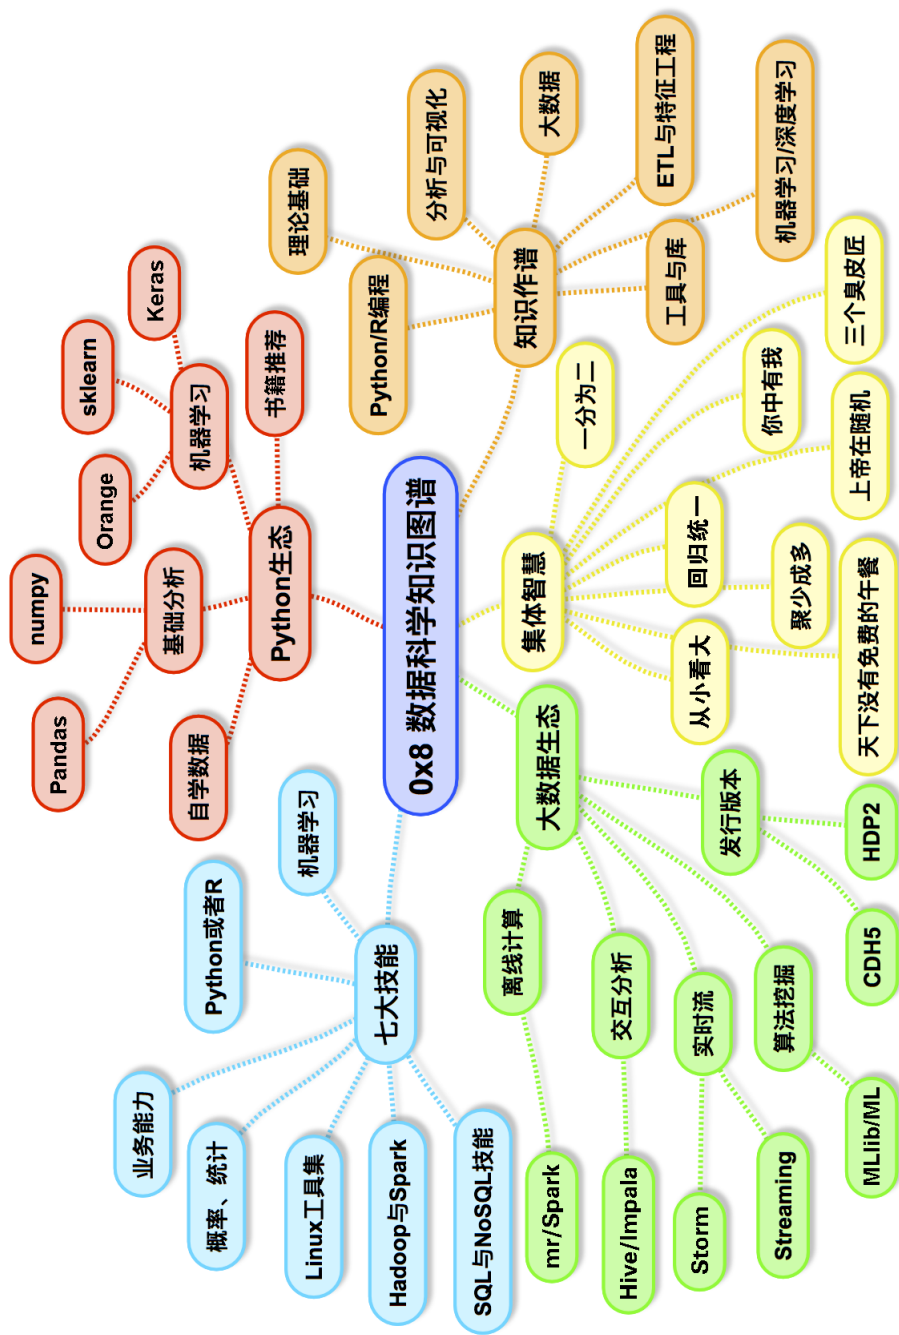 0x8 数据科学知识图谱
七大技能
机器学习
Python或者R
业务能力
概率、统计
Linux工具集
Hadoop与Spark
SQL与NoSQL技能
Python生态
自学数据
基础分析
Pandas
numpy
机器学习
Orange
sklearn
Keras
书籍推荐
知识作谱
Python/R编程
理论基础
分析与可视化
大数据
ETL与特征工程
机器学习/深度学习
工具与库
集体智慧
一分为二
三个臭皮匠
你中有我
上帝在随机
回归统一
聚少成多
天下没有免费的午餐
从小看大
大数据生态
离线计算
mr/Spark
交互分析
Hive/Impala
实时流
Storm
Streaming
算法挖掘
MLlib/ML
发行版本
CDH5
HDP2